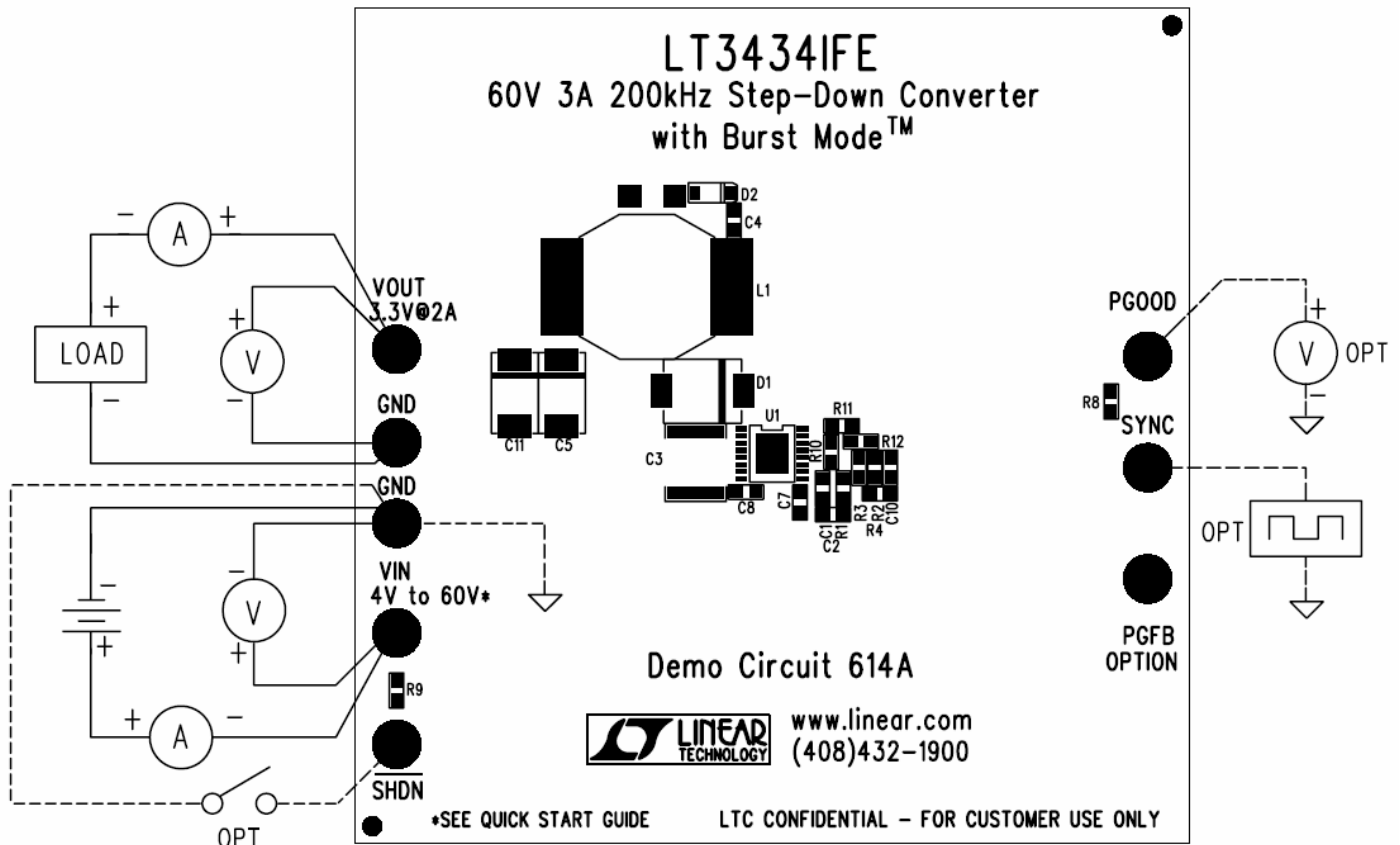 LT3434IFE
60V 3A 200kHz Step-Down Converter
with Burst Mode™
D2
C4
- A +
VOUT
3.3V@2A
L1
PGOOD
+
LOAD
-
+
V
-
+
V OPT
-
D1
R8
GND
C11 C5
U1
R11
SYNC
C3
R10
R12
GND
C8
C7
C1
R1
C2
R3
R2
C10
R4
OPT
VIN
4V to 60V*
-
+
-
V
+
PGFB
OPTION
Demo Circuit 614A
R9
+ A -
LINEAR
TECHNOLOGY
www.linear.com
(408)432-1900
SHDN
OPT
*SEE QUICK START GUIDE
LTC CONFIDENTIAL - FOR CUSTOMER USE ONLY